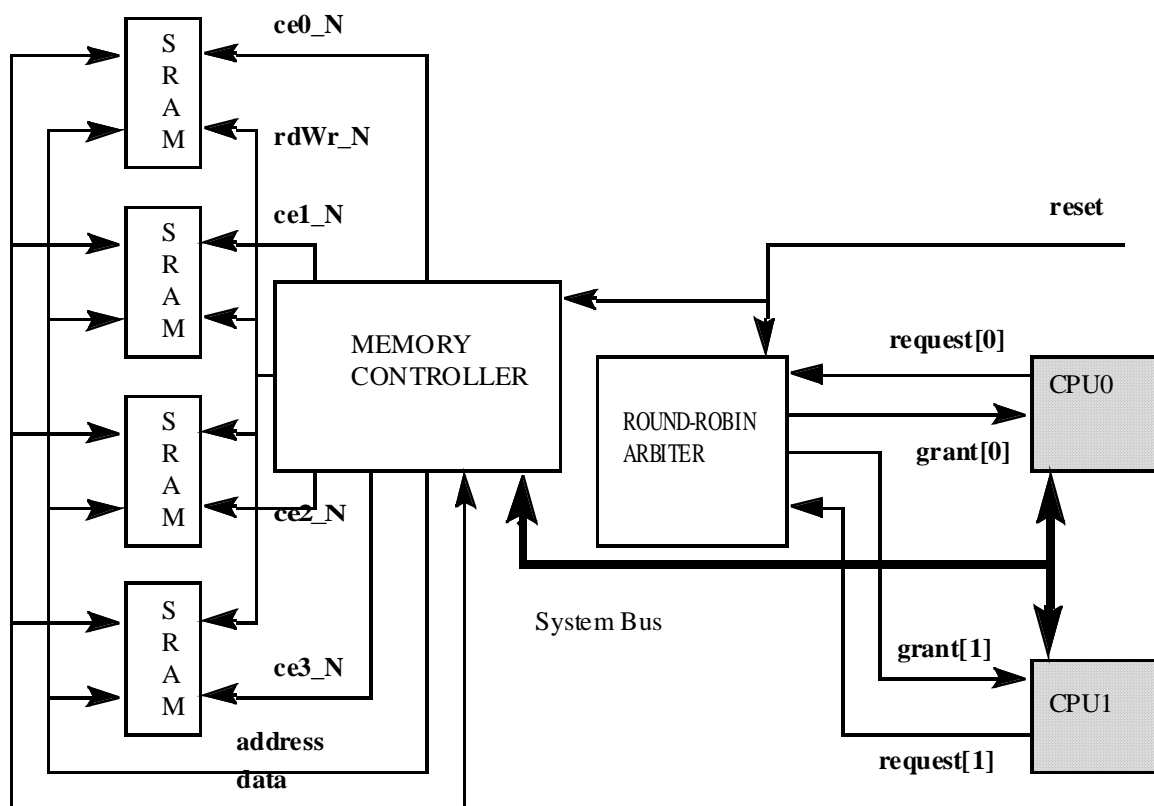 S
R
A
M
ce0_N
rdWr_N
S
R
A
M
ce1_N
reset
MEMORY
CONTROLLER
request[0]
CPU0
ROUND-ROBIN
ARBITER
grant[0]
S
R
A
M
ce2_N
S
R
A
M
System Bus
ce3_N
grant[1]
CPU1
address
data
request[1]